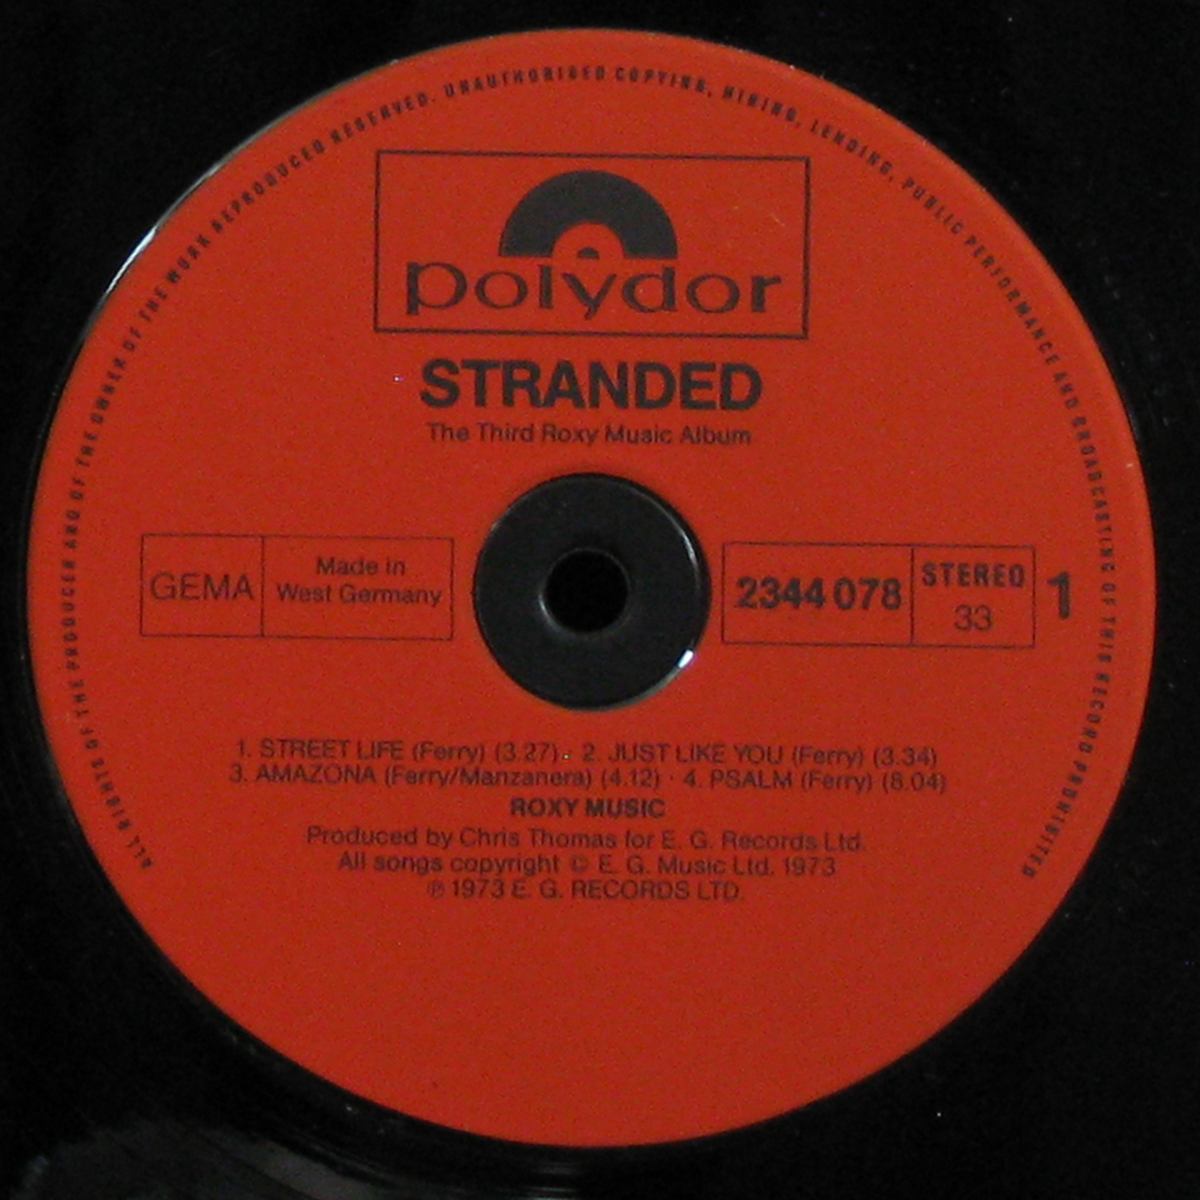 ALL RIGHTS OF THE PRODUCER AND OF THE OWNER OF THE WORK REPRODUCED RESERVED. UNAUTHORISED COPYING, HIRING, LENDING, PUBLIC PERFORMANCE AND BROADCASTING OF THIS RECORD PROHIBITED
polydor
STRANDED
The Third Roxy Music Album
GEMA
Made in
West Germany
2344 078
STEREO
33
1
1. STREET LIFE (Ferry) (3.27) · 2. JUST LIKE YOU (Ferry) (3.34)
3. AMAZONA (Ferry/Manzanera) (4.12) · 4. PSALM (Ferry) (8.04)
ROXY MUSIC
Produced by Chris Thomas for E. G. Records Ltd.
All songs copyright © E. G. Music Ltd. 1973
℗ 1973 E. G. RECORDS LTD.